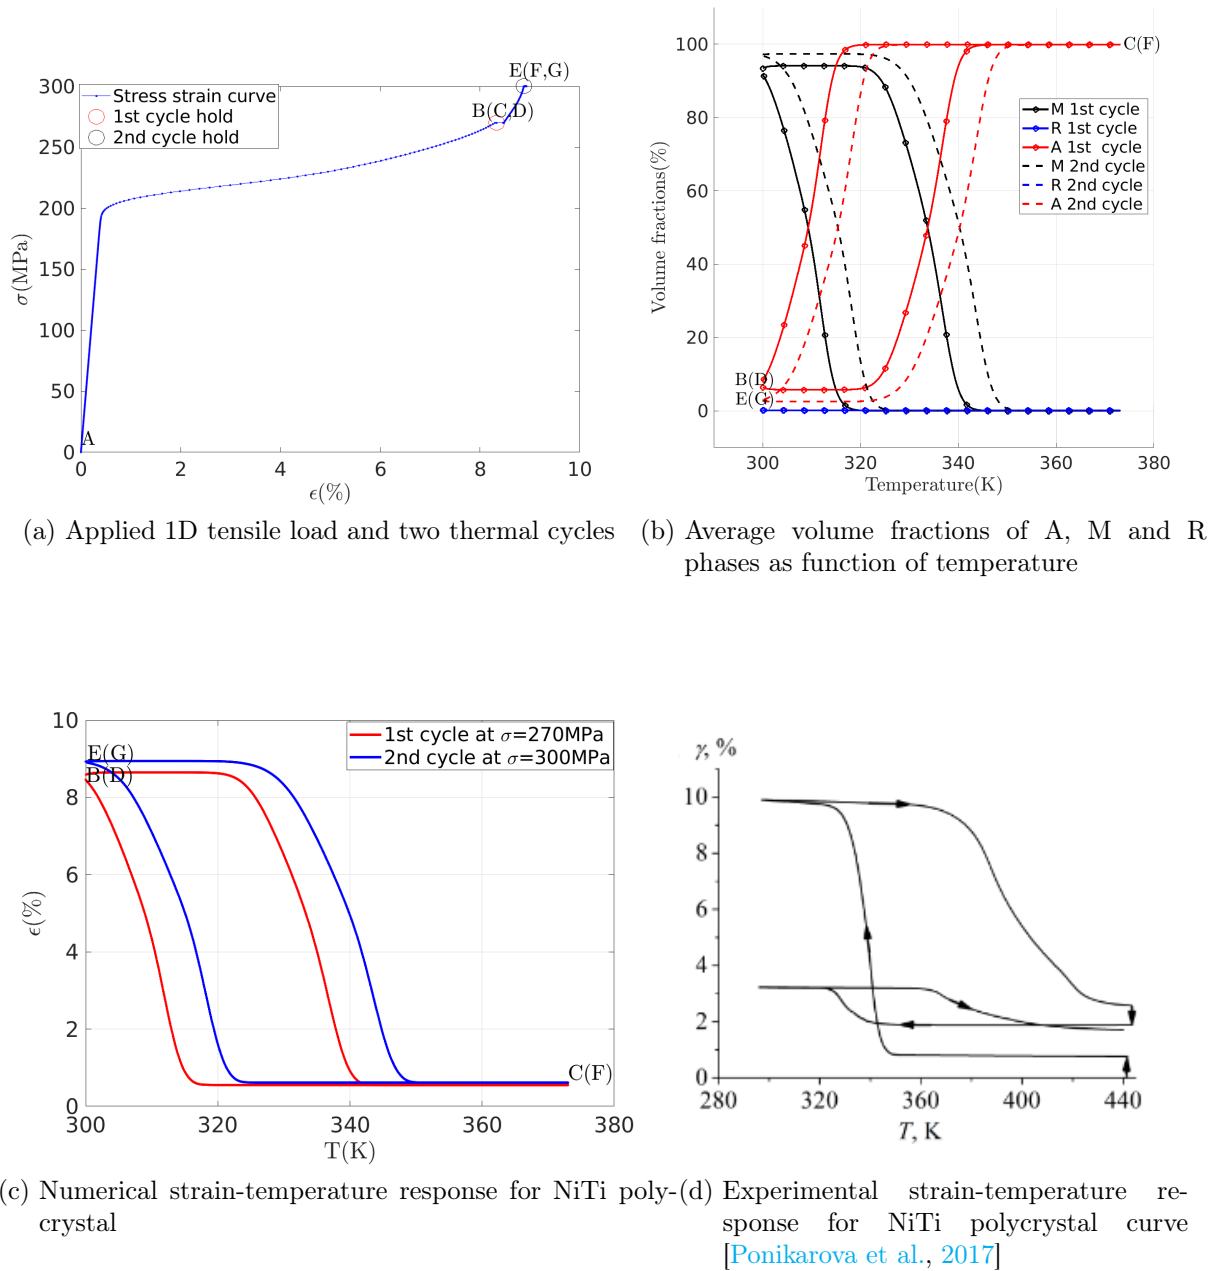 E(F,G)
B(C,D)
Stress strain curve
1st cycle hold
2nd cycle hold
300
250
200
150
100
50
0
σ(MPa)
A
0 2 4 6 8 10
ϵ(%)
(a) Applied 1D tensile load and two thermal cycles
C(F)
M 1st cycle
R 1st cycle
A 1st cycle
M 2nd cycle
R 2nd cycle
A 2nd cycle
100
80
60
40
20
0
Volume fractions(%)
B(D)
E(G)
300 320 340 360 380
Temperature(K)
(b) Average volume fractions of A, M and R
phases as function of temperature
1st cycle at σ=270MPa
2nd cycle at σ=300MPa
E(G)
B(D)
C(F)
10
8
6
4
2
0
ϵ(%)
300 320 340 360 380
T(K)
(c) Numerical strain-temperature response for NiTi poly-
crystal
γ, %
10
8
6
4
2
0
280 320 360 400 440
T, K
(d) Experimental strain-temperature re-
sponse for NiTi polycrystal curve
[Ponikarova et al., 2017]